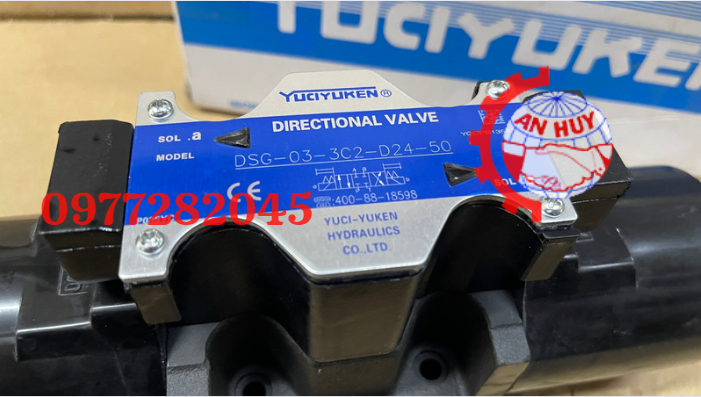 YUCIYUKEN
YUCIYUKEN®
SOL .a
DIRECTIONAL VALVE
MODEL
DSG-03-3C2-D24-50
AN HUY
CE
SOL
400-88-18598
0977282045
YUCI-YUKEN
HYDRAULICS
CO.,LTD.